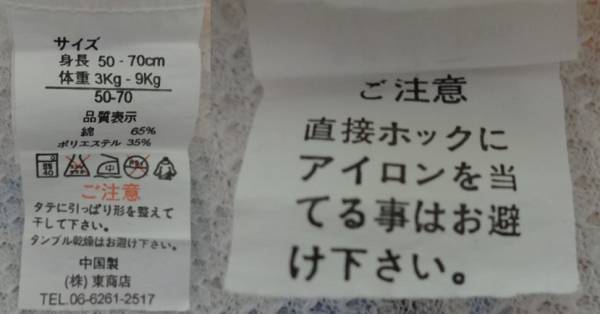 サイズ
身長 50 - 70cm
体重 3Kg - 9Kg
50-70
品質表示
綿 65%
ポリエステル 35%
40 中
ご注意
タテに引っぱり形を整えて
干して下さい。
タンブル乾燥はお避け下さい。
中国製
(株) 東商店
TEL.06-6261-2517
ご注意
直接ホックに
アイロンを当
てる事はお避
け下さい。